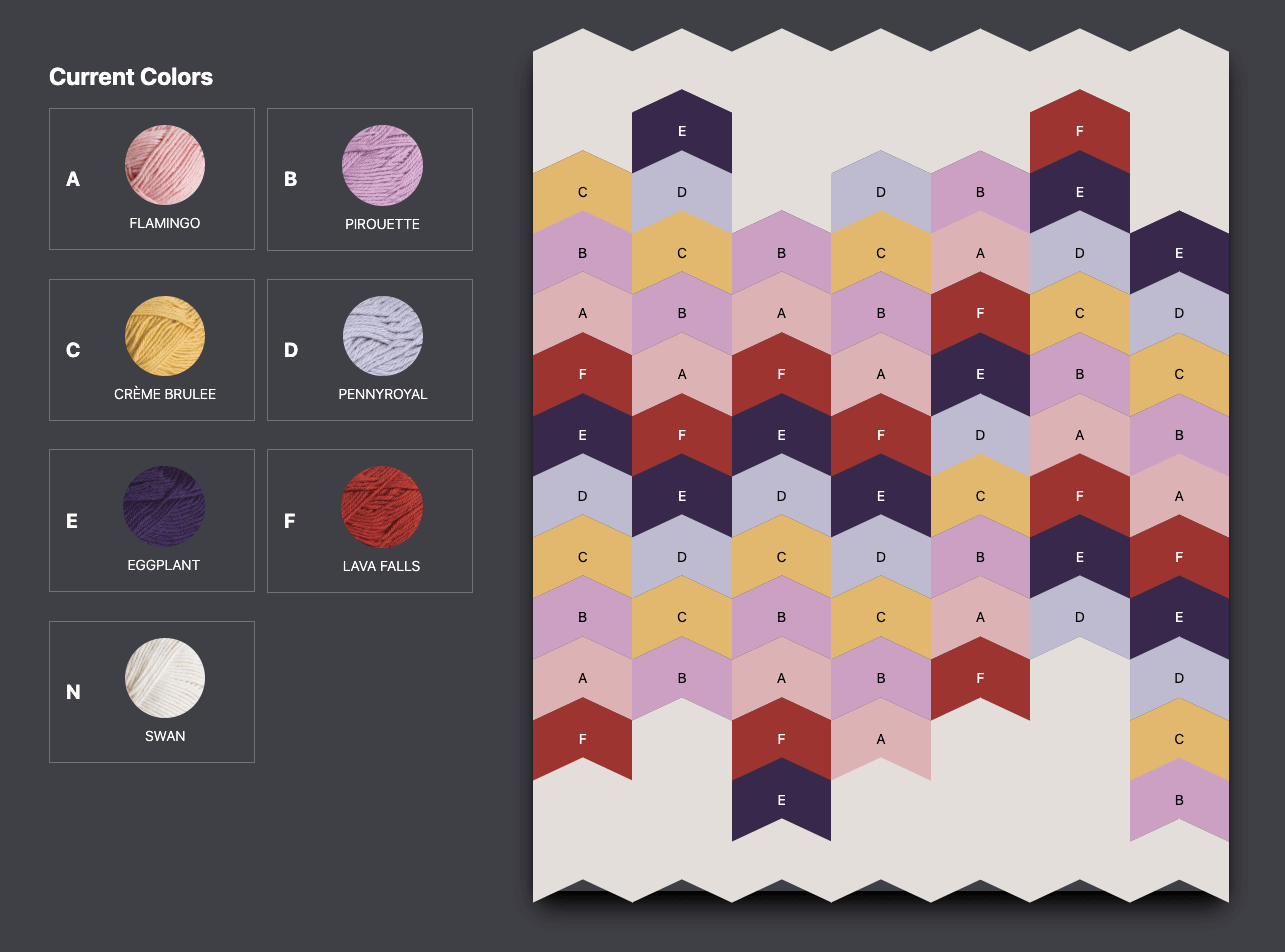 Current Colors
A
FLAMINGO
B
PIROUETTE
C
CRÈME BRULEE
D
PENNYROYAL
E
EGGPLANT
F
LAVA FALLS
N
SWAN
E F
C D D B E
B C B C A D E
A B A B F C D
F A F A E B C
E F E F D A B
D E D E C F A
C D C D B E F
B C B C A D E
A B A B F D
F F A C
E B